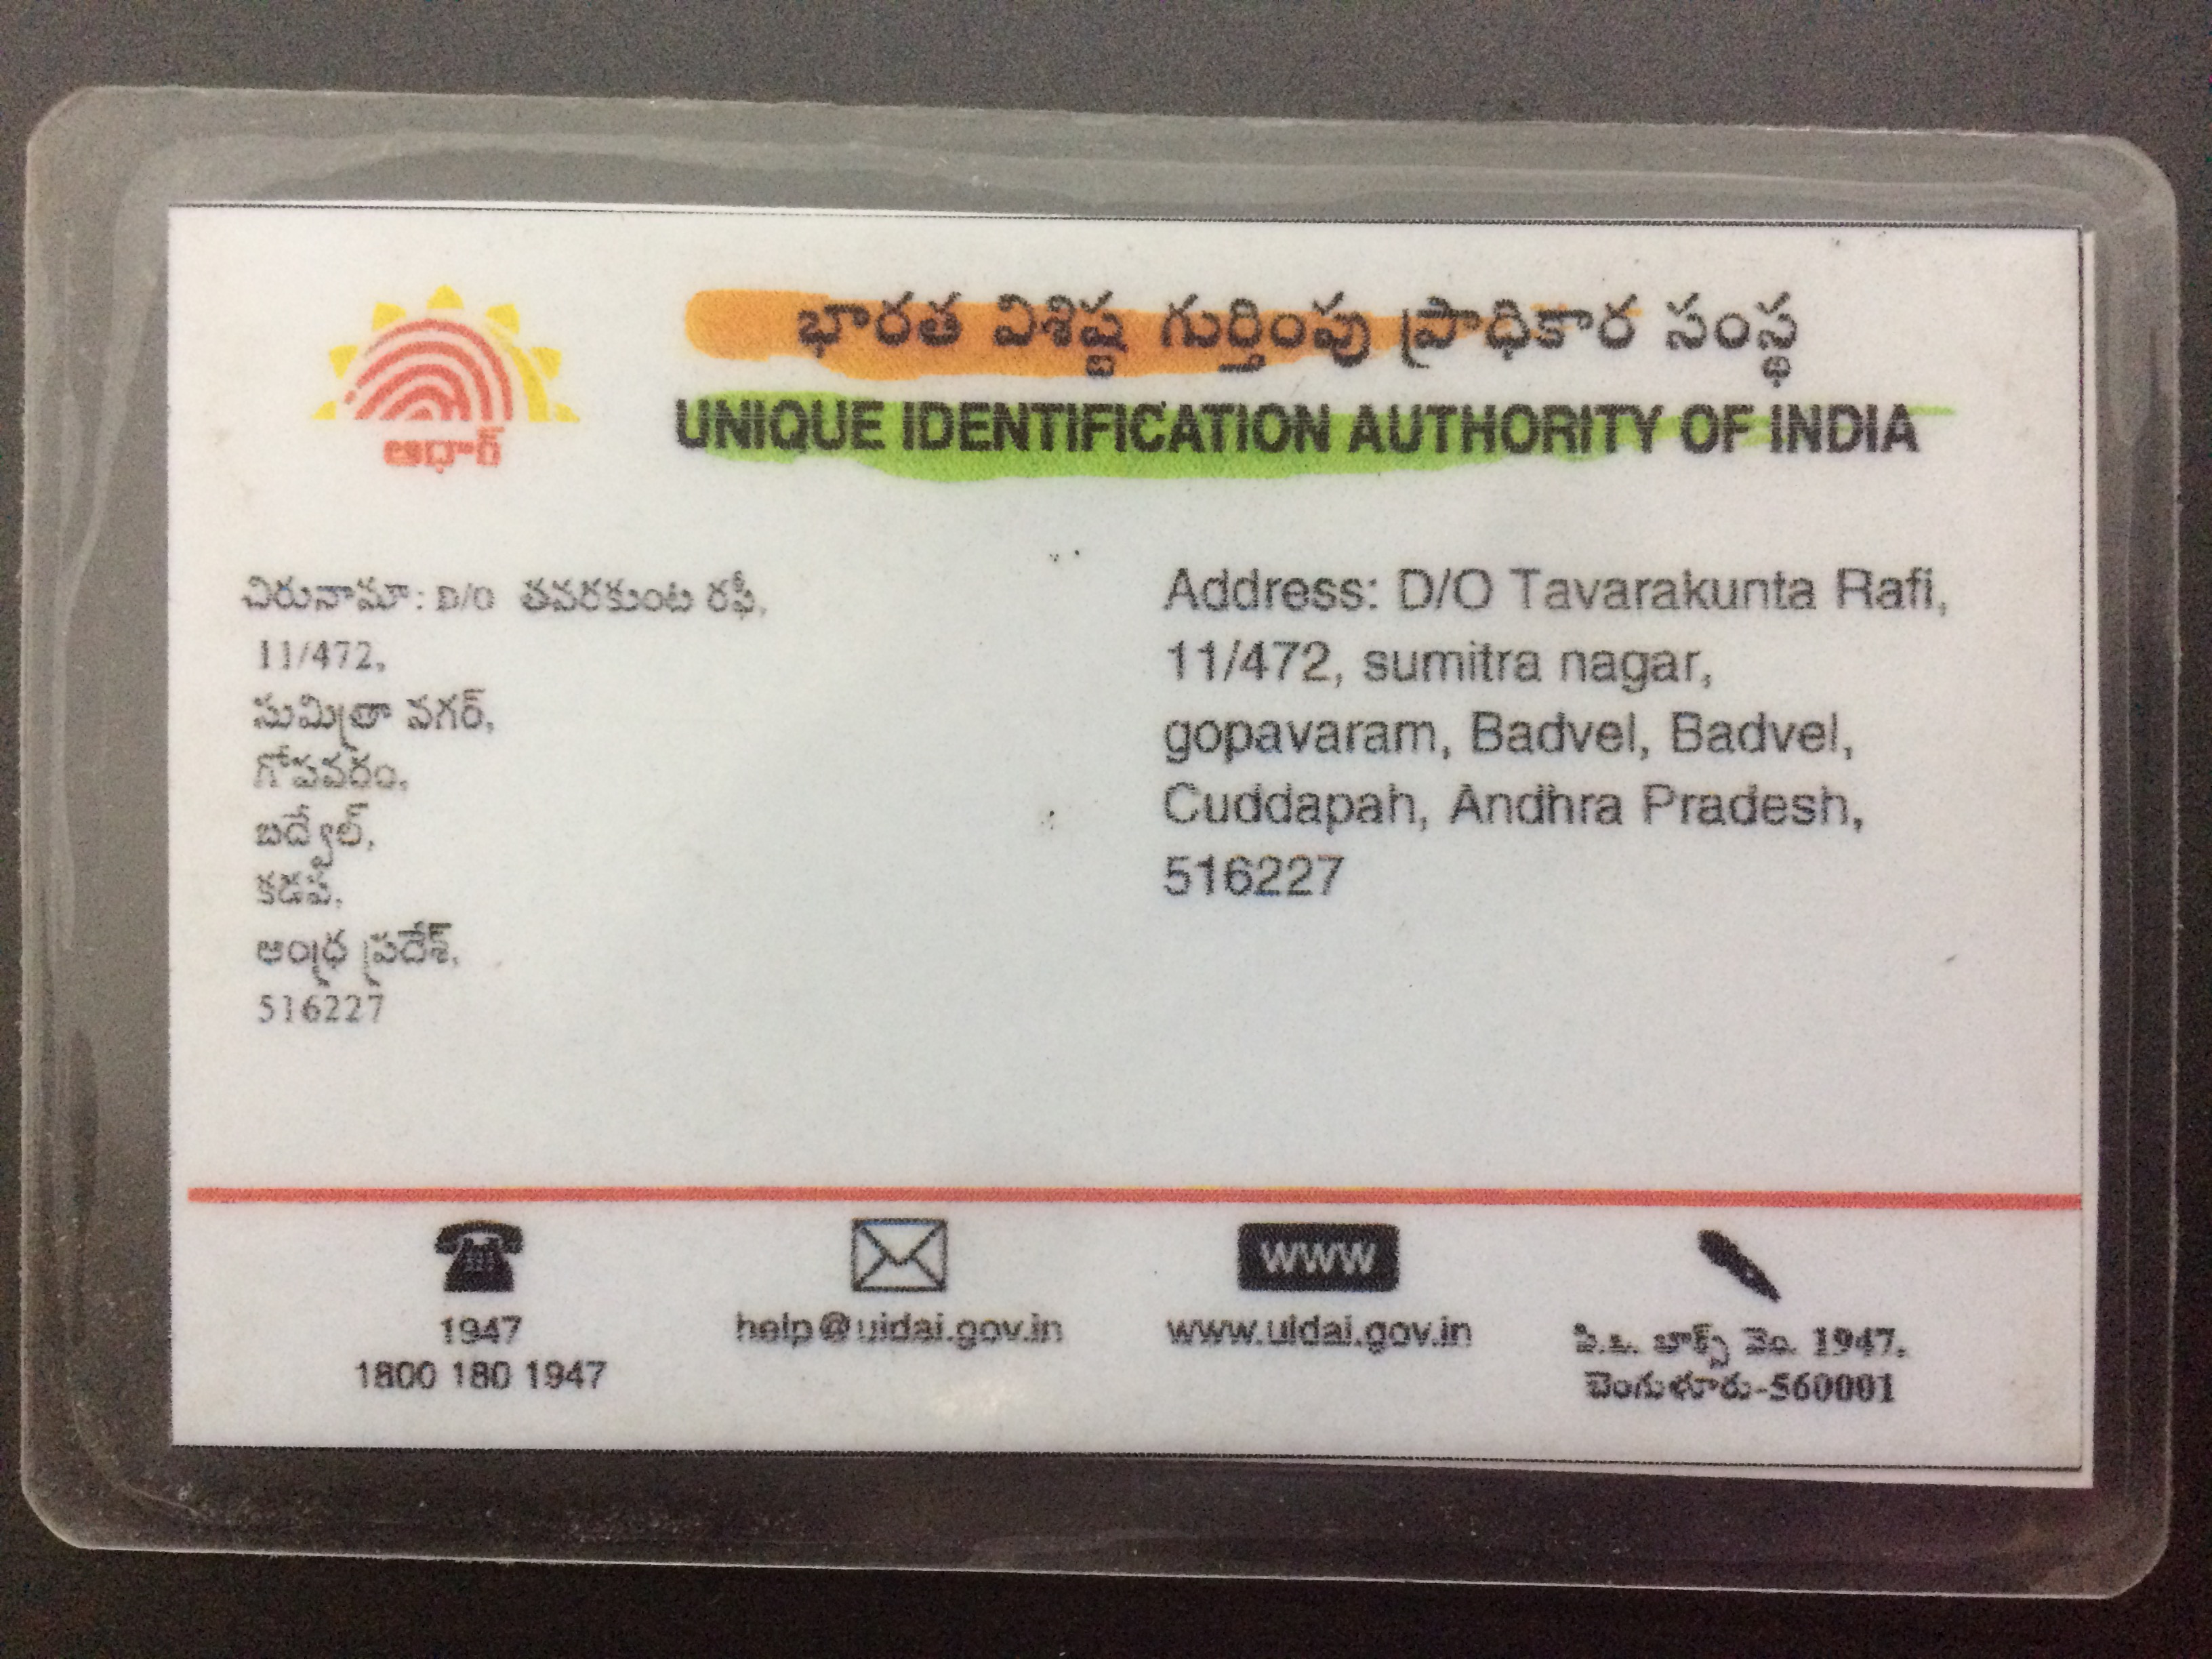 భారత విశిష్ట గుర్తింపు ప్రాధికార సంస్థ
UNIQUE IDENTIFICATION AUTHORITY OF INDIA
ఆధార్
చిరునామా: D/O తవరకుంట రఫీ,
11/472,
సుమిత్రా నగర్,
గోపవరం,
బద్వేల్,
కడప,
ఆంధ్ర ప్రదేశ్,
516227
Address: D/O Tavarakunta Rafi,
11/472, sumitra nagar,
gopavaram, Badvel, Badvel,
Cuddapah, Andhra Pradesh,
516227
1947
1800 180 1947
help@uidai.gov.in
WWW
www.uidai.gov.in
పి.ఒ. బాక్స్ నెం. 1947,
బెంగుళూరు-560001